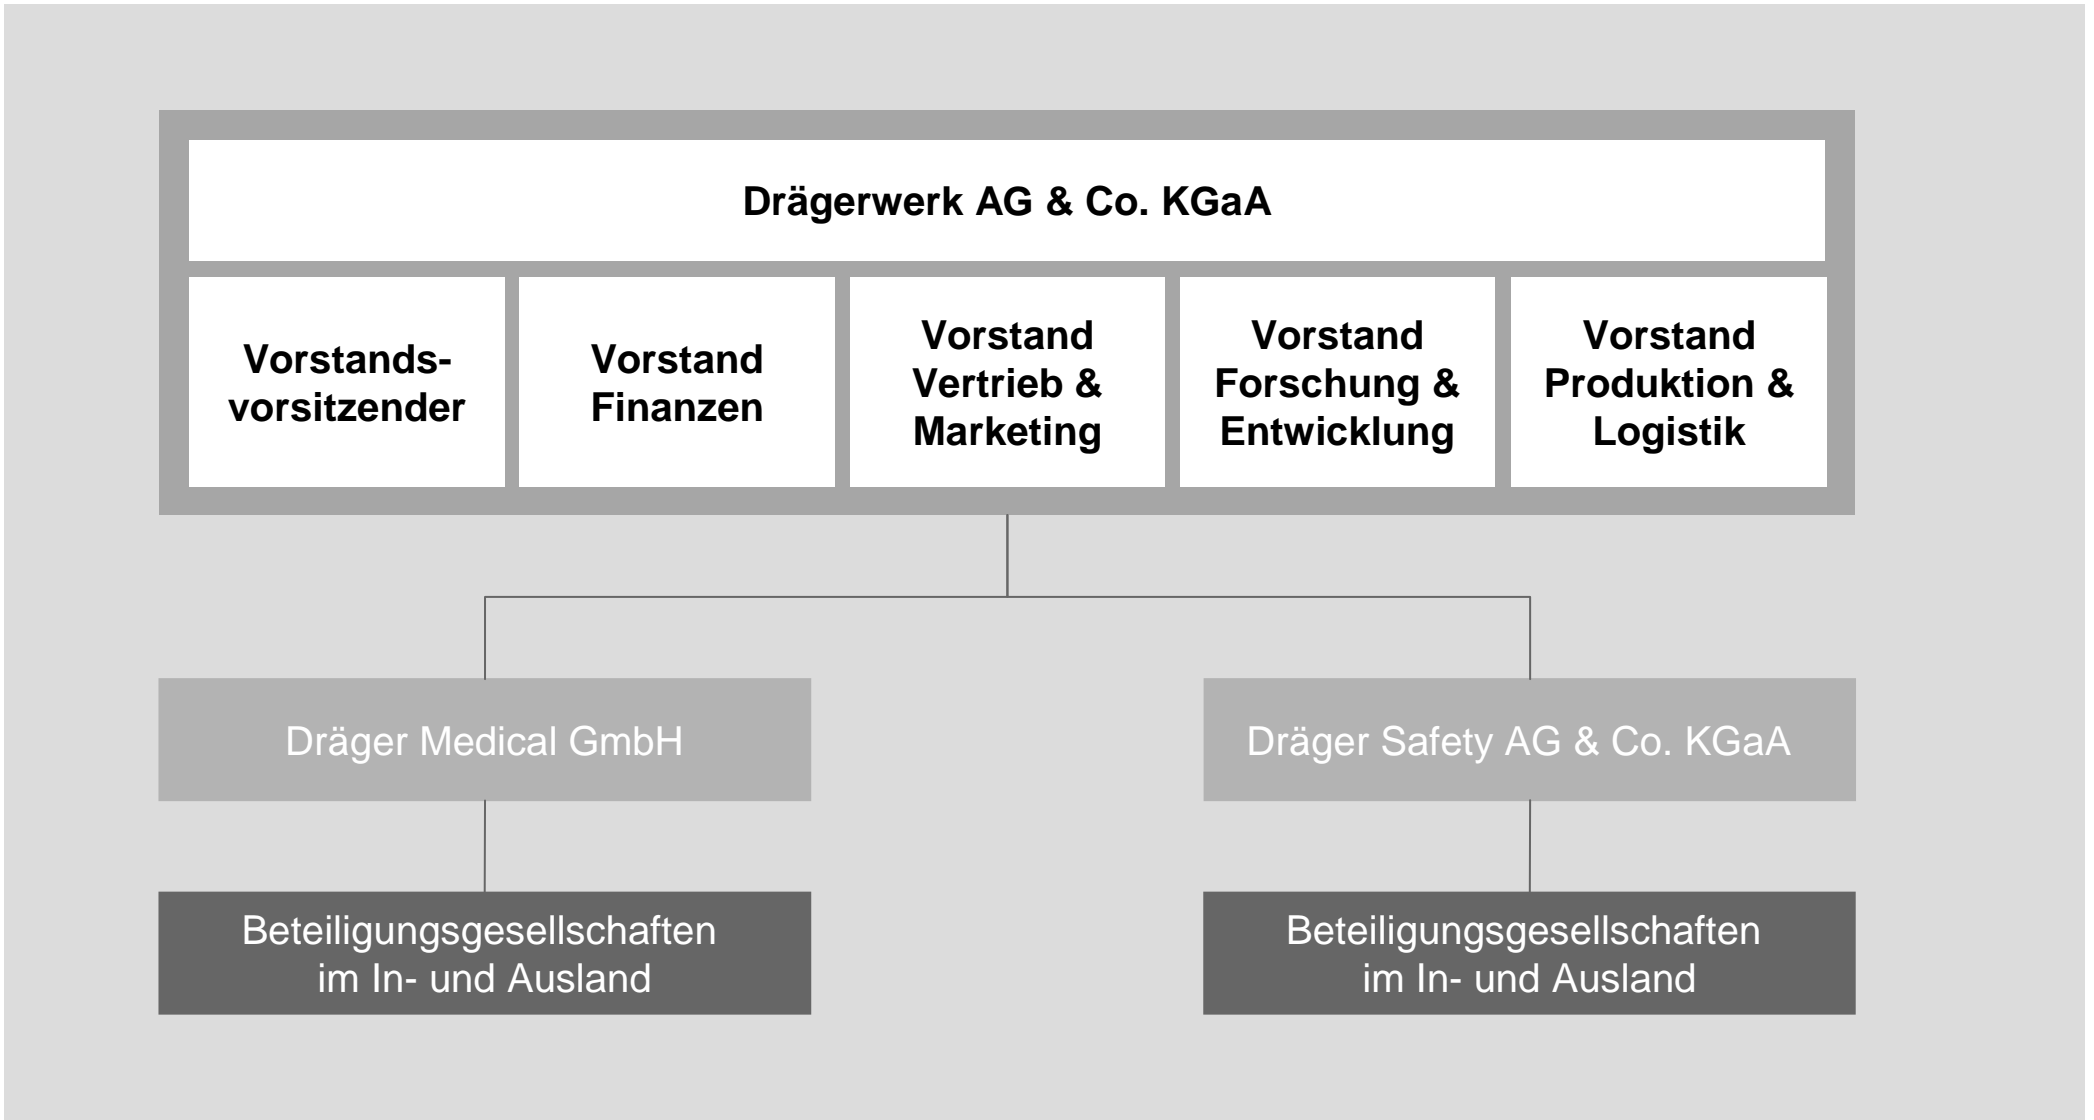 Drägerwerk AG & Co. KGaA
Vorstands-
vorsitzender
Vorstand
Finanzen
Vorstand
Vertrieb &
Marketing
Vorstand
Forschung &
Entwicklung
Vorstand
Produktion &
Logistik
Dräger Medical GmbH
Dräger Safety AG & Co. KGaA
Beteiligungsgesellschaften
im In- und Ausland
Beteiligungsgesellschaften
im In- und Ausland